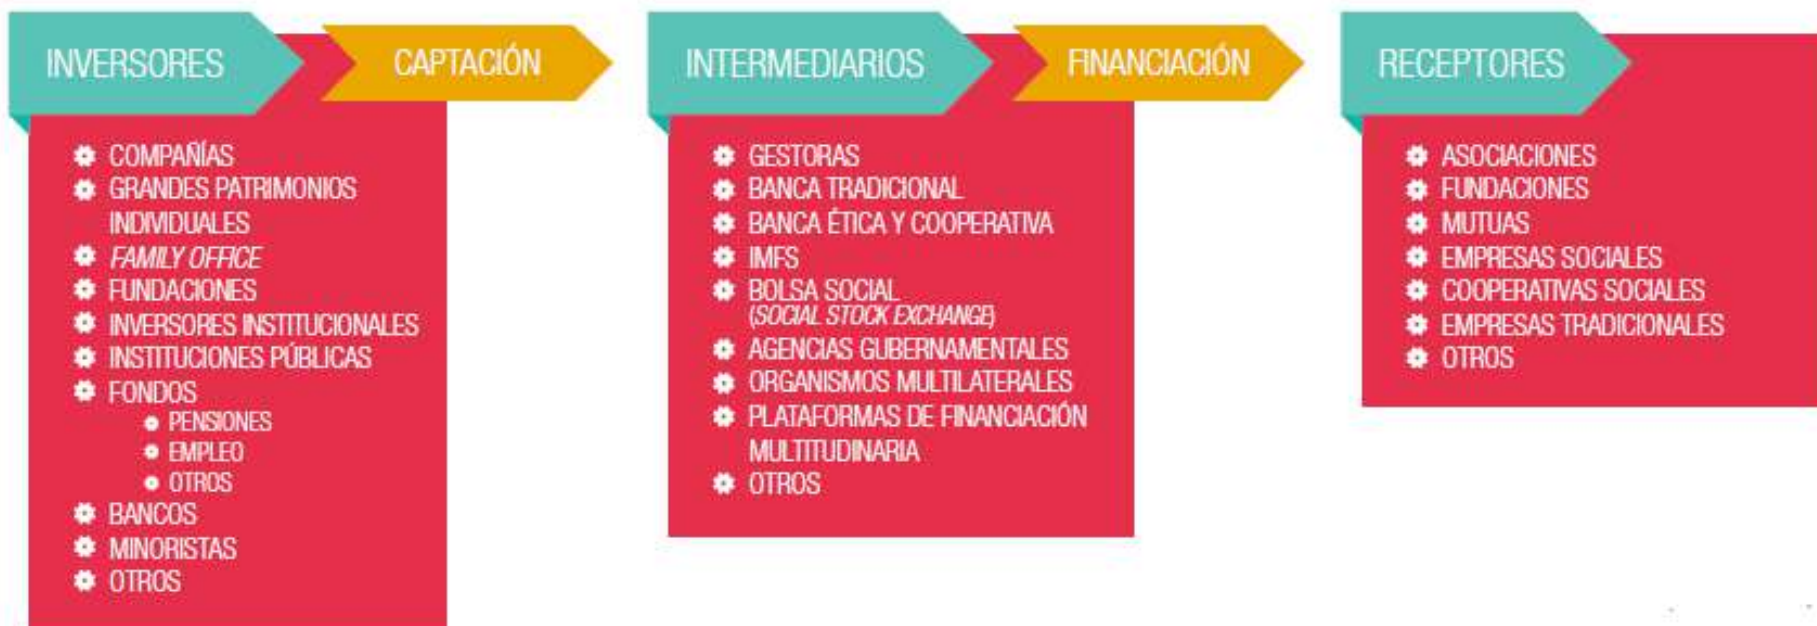 INVERSORES
CAPTACIÓN
COMPAÑÍAS
GRANDES PATRIMONIOS
INDIVIDUALES
FAMILY OFFICE
FUNDACIONES
INVERSORES INSTITUCIONALES
INSTITUCIONES PÚBLICAS
FONDOS
PENSIONES
EMPLEO
OTROS
BANCOS
MINORISTAS
OTROS
INTERMEDIARIOS
FINANCIACIÓN
GESTORAS
BANCA TRADICIONAL
BANCA ÉTICA Y COOPERATIVA
IMFS
BOLSA SOCIAL
(SOCIAL STOCK EXCHANGE)
AGENCIAS GUBERNAMENTALES
ORGANISMOS MULTILATERALES
PLATAFORMAS DE FINANCIACIÓN
MULTITUDINARIA
OTROS
RECEPTORES
ASOCIACIONES
FUNDACIONES
MUTUAS
EMPRESAS SOCIALES
COOPERATIVAS SOCIALES
EMPRESAS TRADICIONALES
OTROS